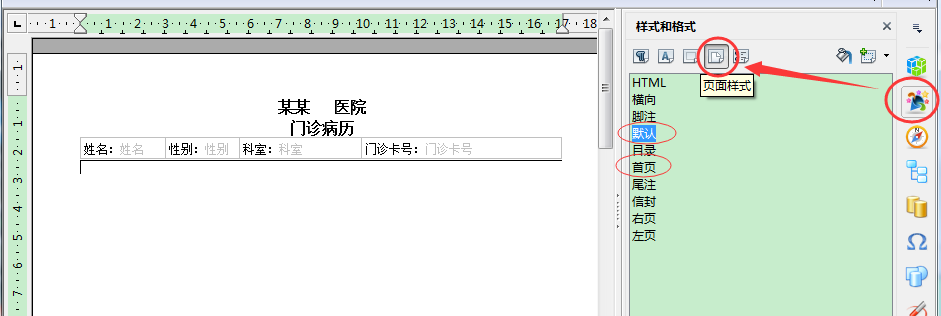 1 1 2 3 4 5 6 7 8 9 10 11 12 13 14 15 16 17 18
样式和格式
页面样式
HTML
横向
脚注
默认
目录
首页
尾注
信封
右页
左页
某某 医院
门诊病历
姓名：姓名 性别：性别 科室：科室 门诊卡号：门诊卡号
1
1
2
3
4
5
6
7